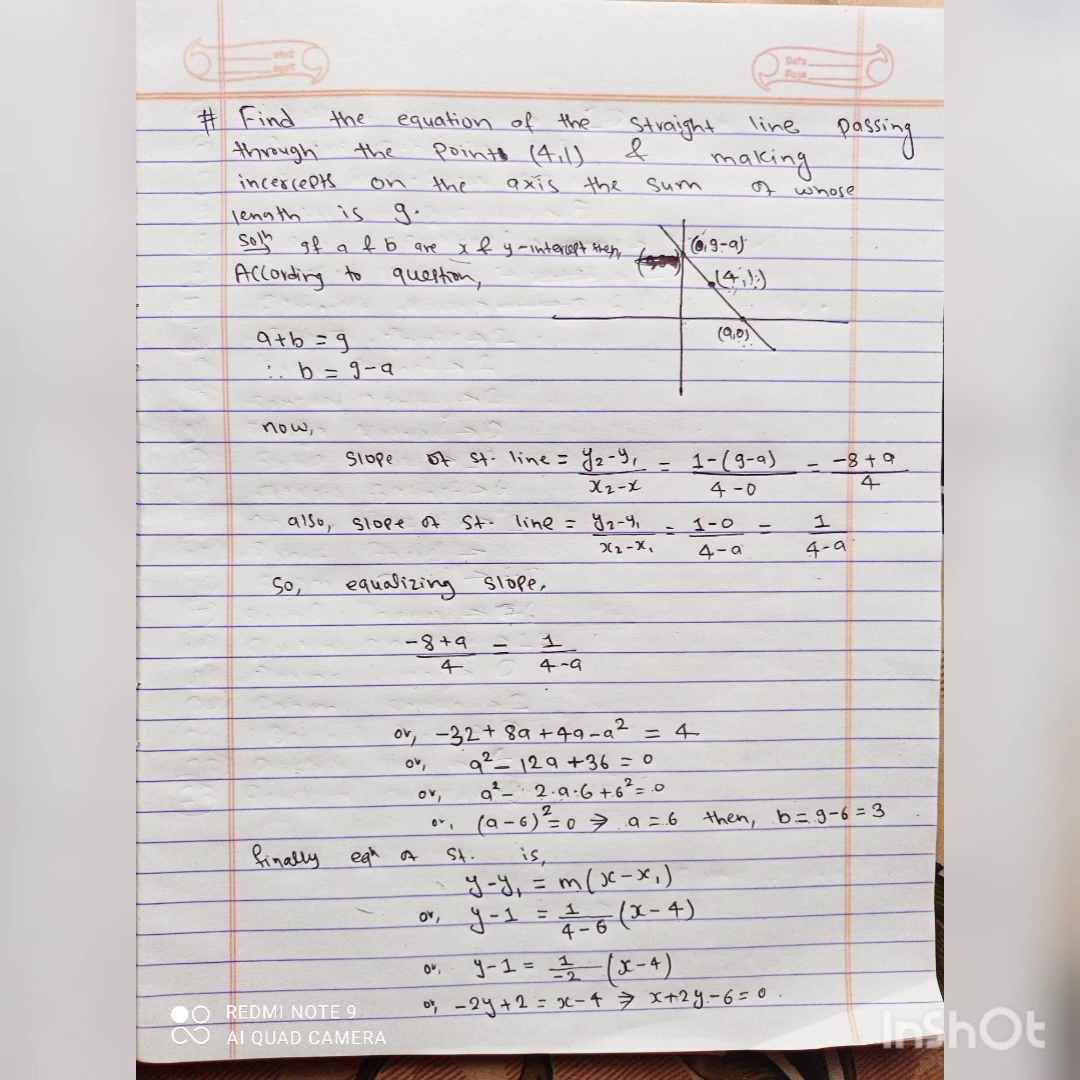 Date
Page
# Find the equation of the straight line passing
through the point (4,1) & making
incercepts on the axis the sum of whose
length is 9.
Solⁿ If a & b are x & y-intercept then,
According to question,
(0,9-a)
(4,1)
(a,0)
a+b = 9
∴ b = 9-a
now,
Slope of st. line = y₂-y₁/x₂-x = 1-(9-a)/4-0 = -8+a/4
also, slope of st. line = y₂-y₁/x₂-x₁ = 1-0/4-a = 1/4-a
So, equalizing slope,
-8+a/4 = 1/4-a
or, -32+8a+4a-a² = 4
or, a²-12a+36 = 0
or, a²-2·a·6+6²=0
or, (a-6)²=0 ⇒ a=6 then, b=9-6=3
finally eqⁿ of st. is,
y-y₁ = m(x-x₁)
or, y-1 = 1/4-6 (x-4)
or, y-1 = 1/-2 (x-4)
or, -2y+2 = x-4 ⇒ x+2y-6=0.
REDMI NOTE 9
AI QUAD CAMERA
InShOt